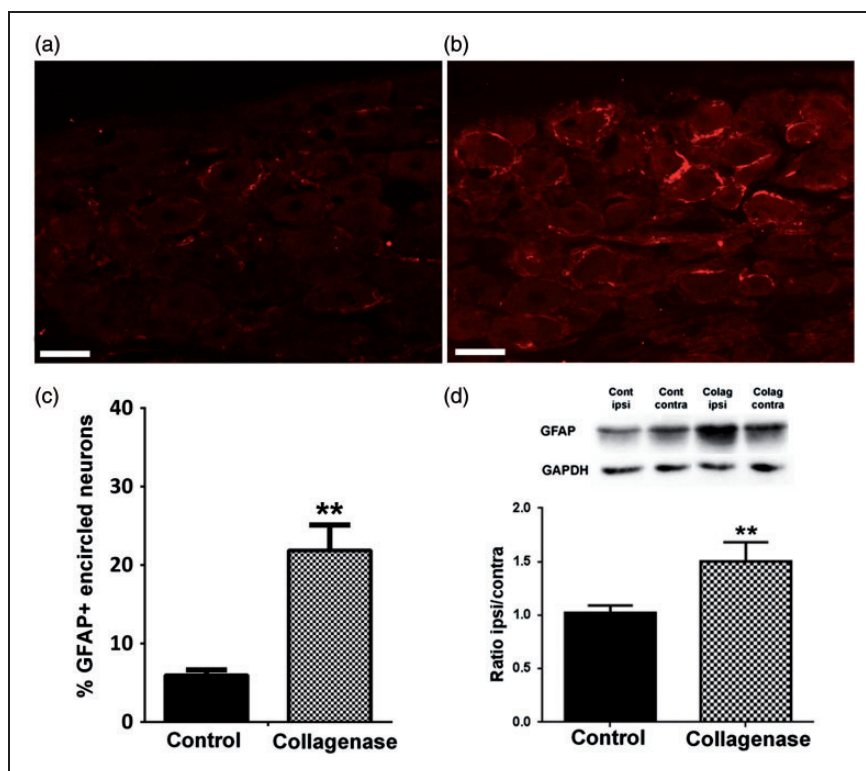 (a)
(b)
(c)
% GFAP+ encircled neurons
40
30
20
10
0
**
Control
Collagenase
(d)
Cont ipsi
Cont contra
Colag ipsi
Colag contra
GFAP
GAPDH
Ratio ipsi/contra
2.0
1.5
1.0
0.5
0.0
**
Control
Collagenase